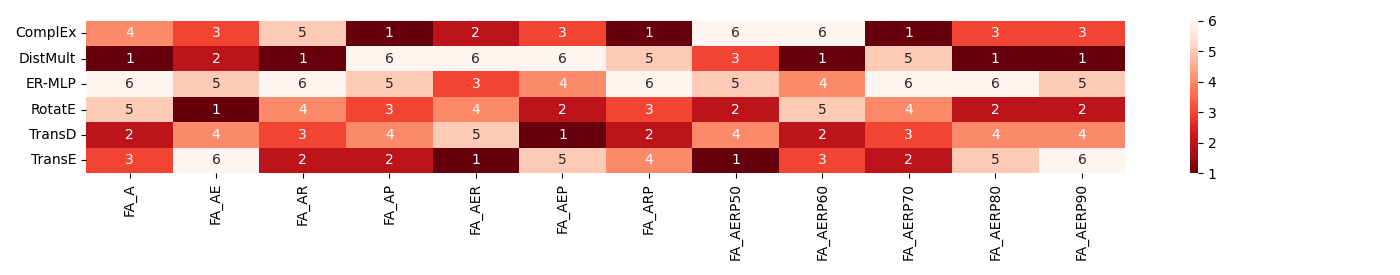 ComplEx 4 3 5 1 2 3 1 6 6 1 3 3
DistMult 1 2 1 6 6 6 5 3 1 5 1 1
ER-MLP 6 5 6 5 3 4 6 5 4 6 6 5
RotatE 5 1 4 3 4 2 3 2 5 4 2 2
TransD 2 4 3 4 5 1 2 4 2 3 4 4
TransE 3 6 2 2 1 5 4 1 3 2 5 6
FA_A
FA_AE
FA_AR
FA_AP
FA_AER
FA_AEP
FA_ARP
FA_AERP50
FA_AERP60
FA_AERP70
FA_AERP80
FA_AERP90
6
5
4
3
2
1